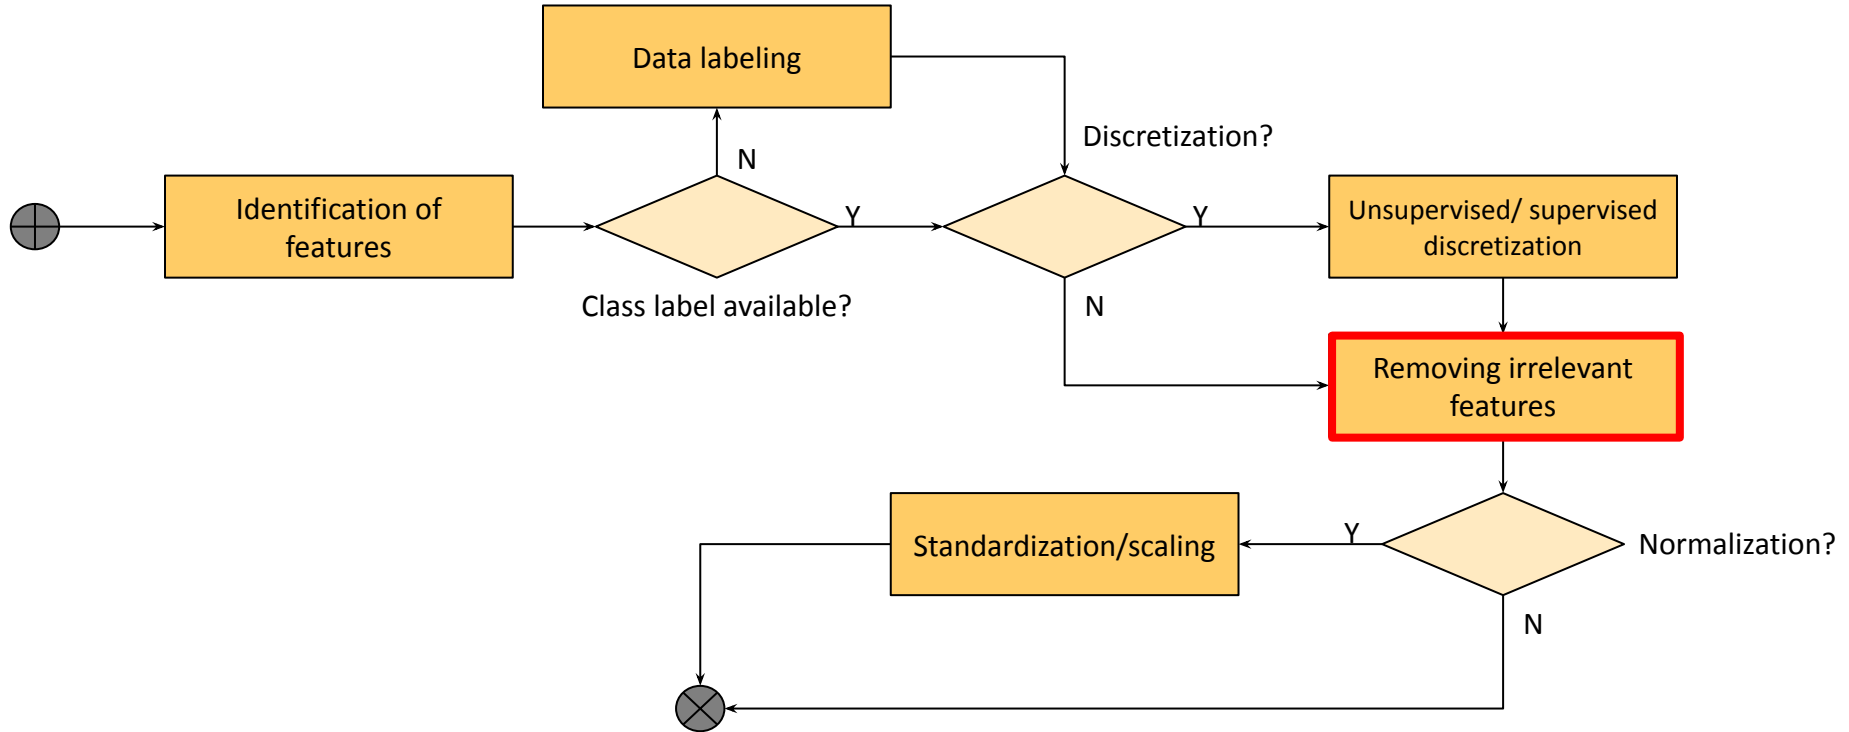 Data labeling
Discretization?
N
Identification of
features
Y
Y
Unsupervised/ supervised
discretization
Class label available?
N
Removing irrelevant
features
Standardization/scaling
Y
Normalization?
N